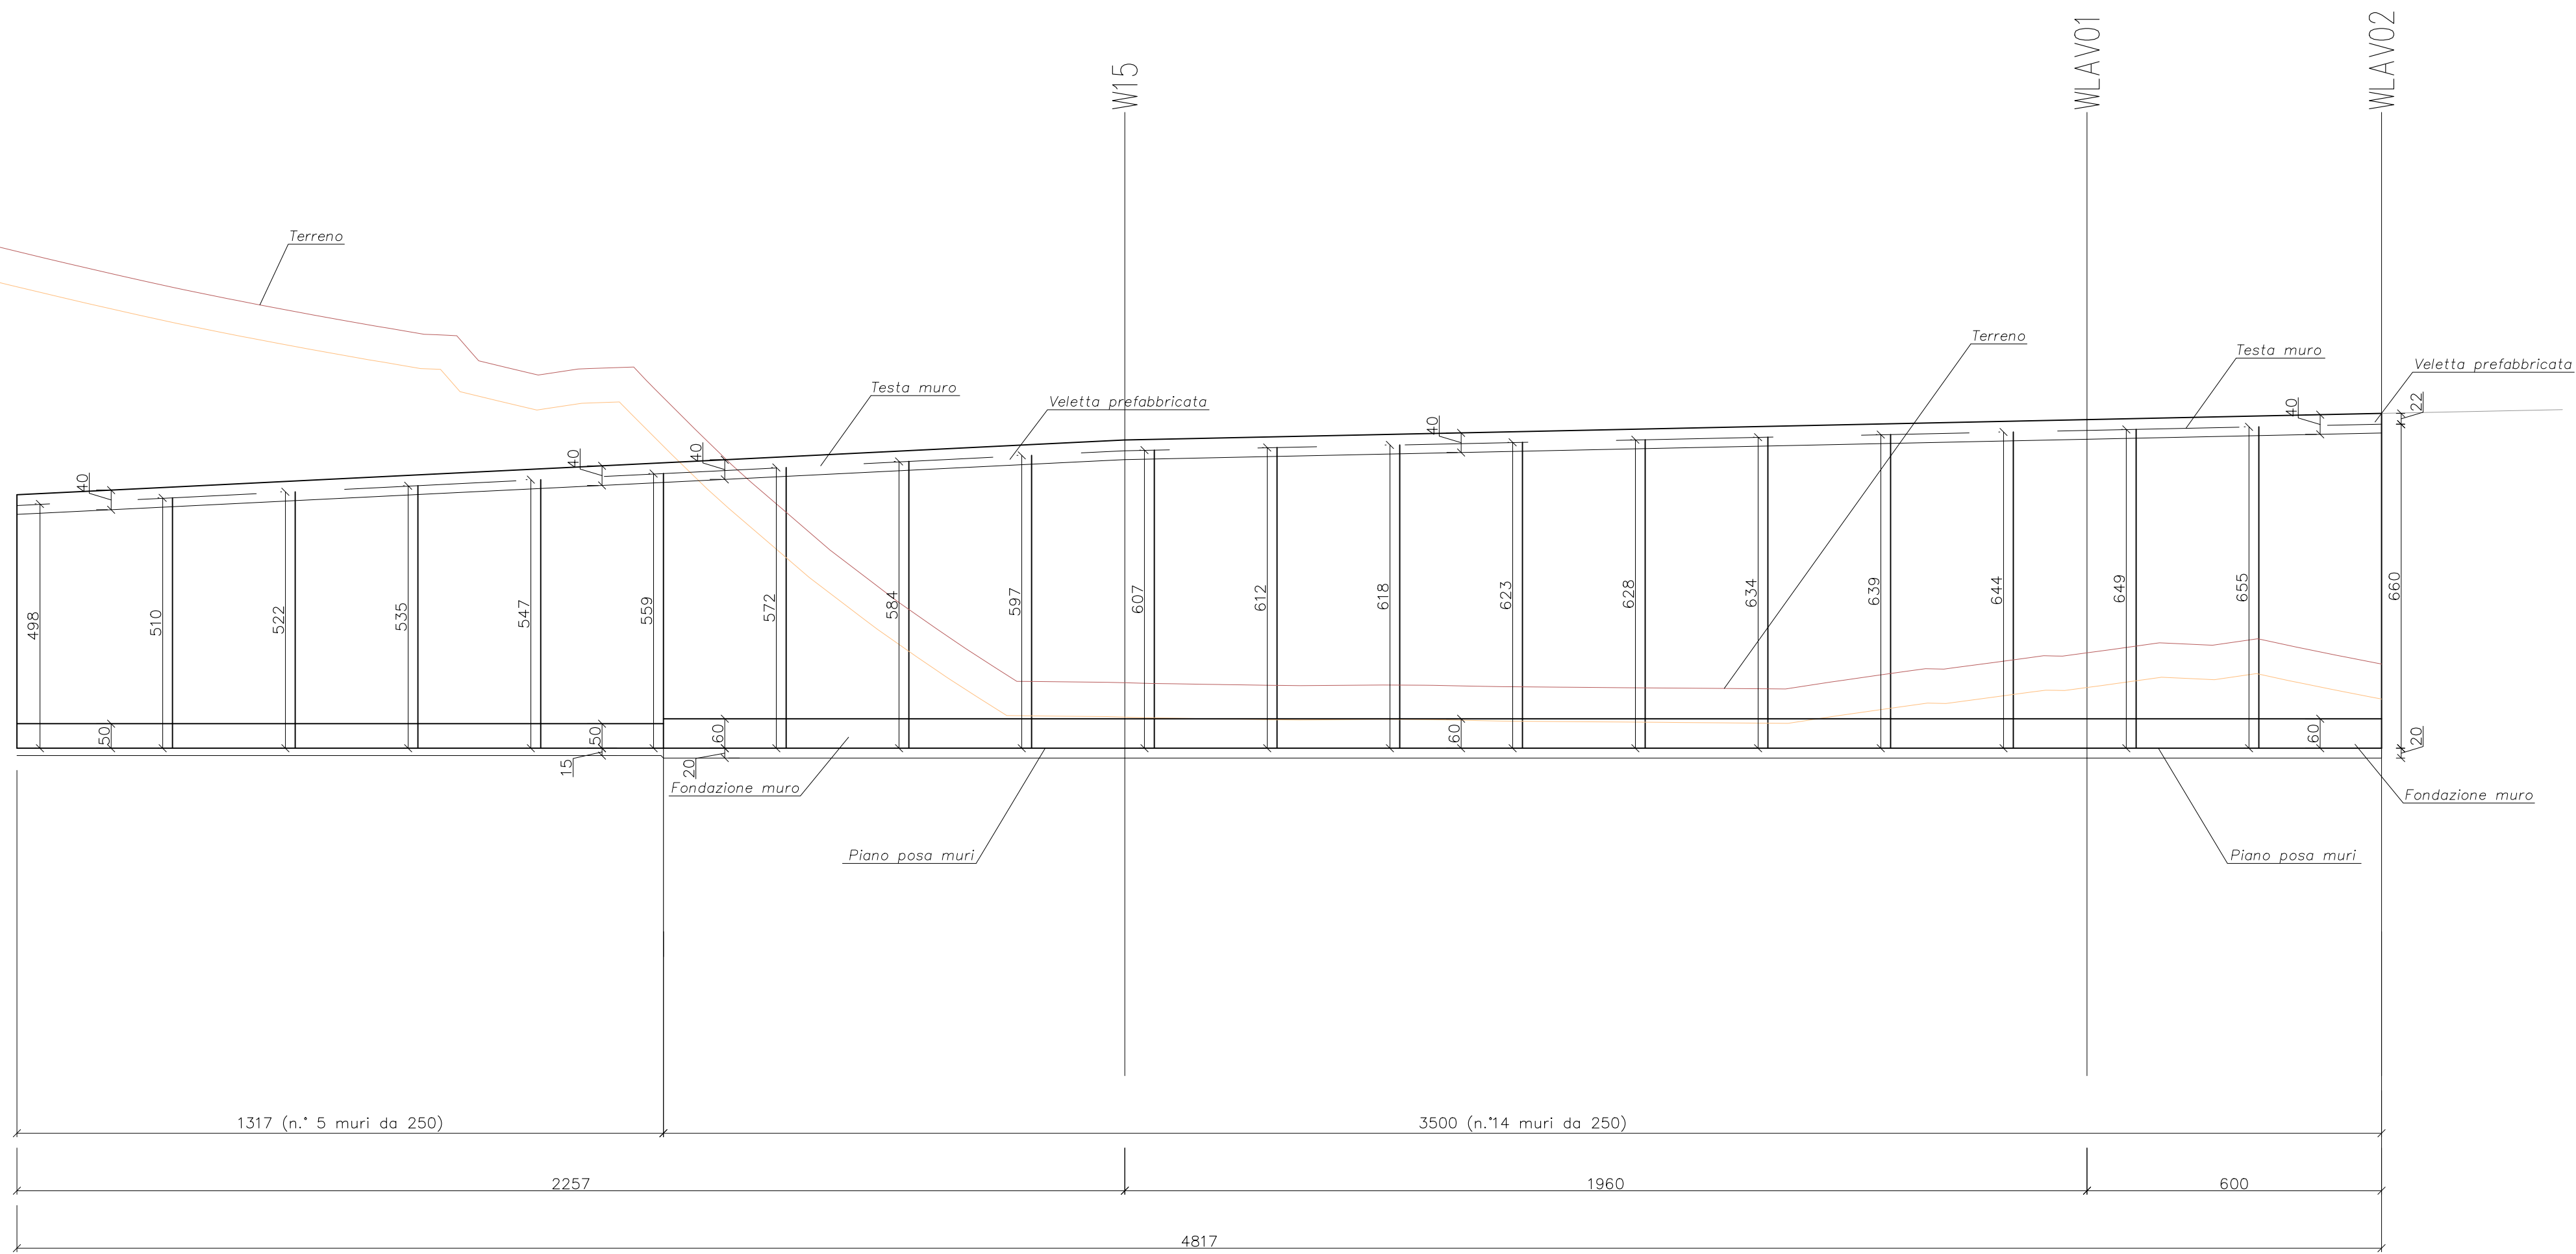 WLAV02
WLAV01
W15
Terreno
Terreno
Testa muro
Veletta prefabbricata
Testa muro
Veletta prefabbricata
40
40
40
40
40
22
498
510
522
535
547
559
572
584
597
607
612
618
623
628
634
639
644
649
655
660
50
50
60
60
60
20
15
20
Fondazione muro
Fondazione muro
Piano posa muri
Piano posa muri
1317 (n.° 5 muri da 250)
3500 (n.°14 muri da 250)
2257
1960
600
4817